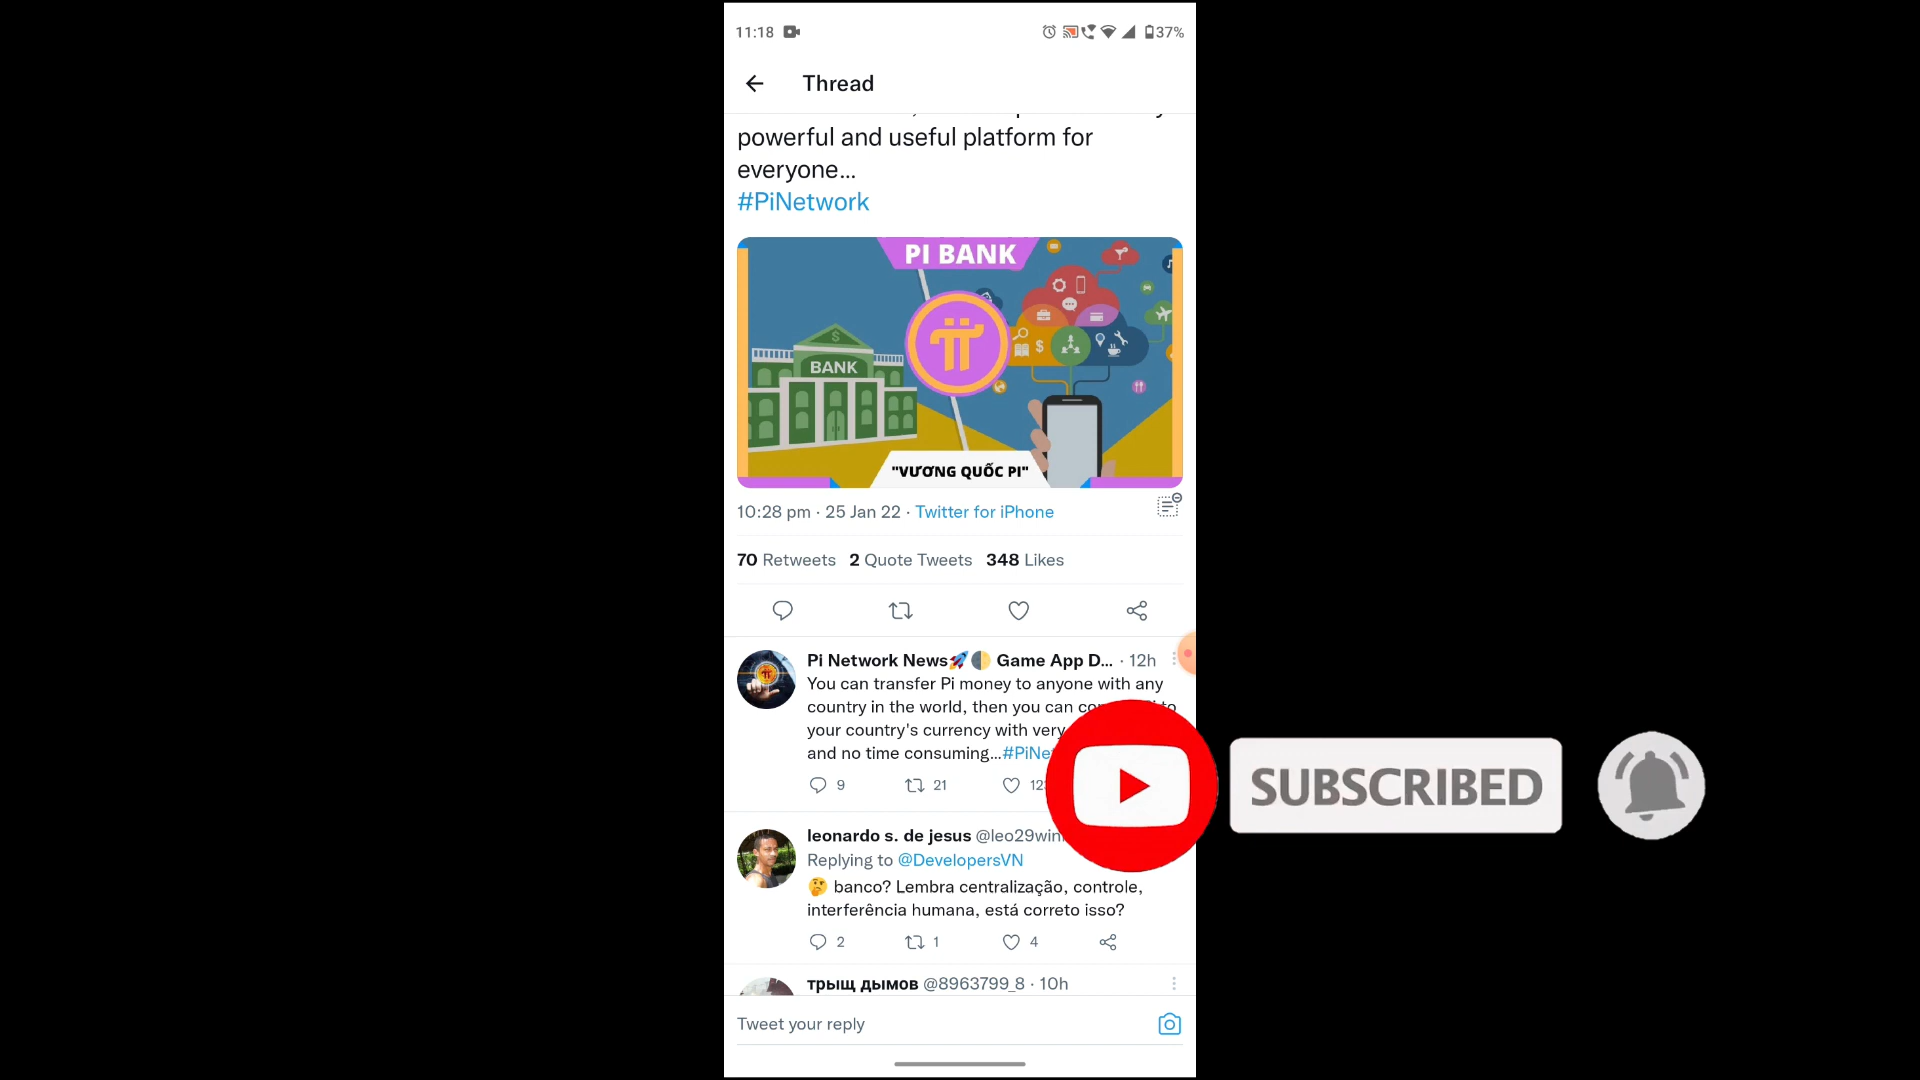 11:18
37%
Thread
powerful and useful platform for
everyone...
#PiNetwork
PI BANK
BANK
"VƯƠNG QUỐC PI"
10:28 pm · 25 Jan 22 · Twitter for iPhone
70 Retweets 2 Quote Tweets 348 Likes
Pi Network News🚀🌗 Game App D... · 12h
You can transfer Pi money to anyone with any
country in the world, then you can to
your country's currency with very
and no time consuming...#PiNe
9 21
leonardo s. de jesus @leo29win
Replying to @DevelopersVN
🤔 banco? Lembra centralização, controle,
interferência humana, está correto isso?
2 1 4
трыщ дымов @8963799_8 · 10h
Tweet your reply
SUBSCRIBED